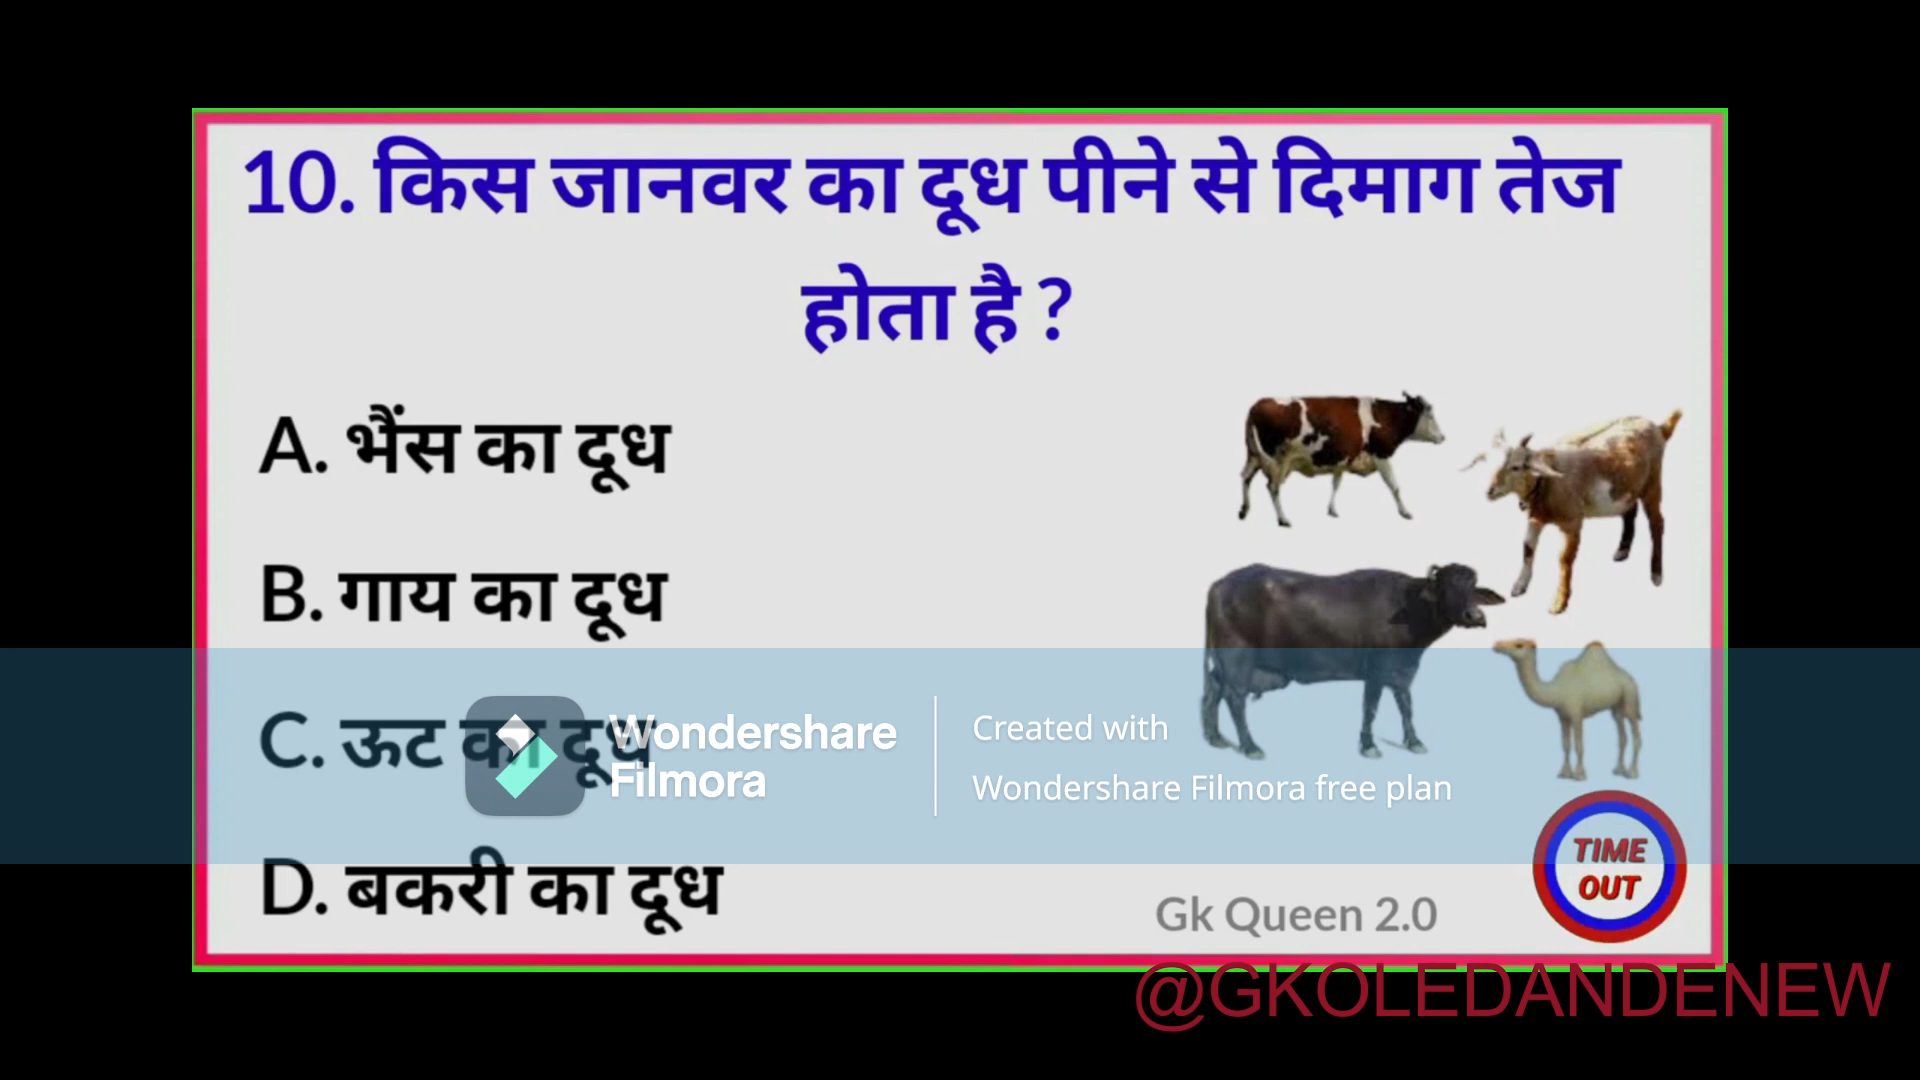 10. किस जानवर का दूध पीने से दिमाग तेज
होता है ?
A. भैंस का दूध
B. गाय का दूध
C. ऊट का दूध
D. बकरी का दूध
Wondershare
Filmora
Created with
Wondershare Filmora free plan
TIME
OUT
Gk Queen 2.0
@GKOLEDANDENEW